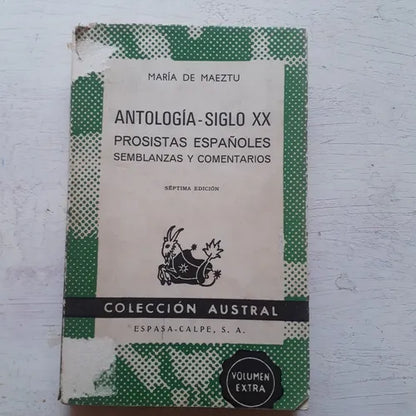 MARÍA DE MAEZTU
ANTOLOGÍA-SIGLO XX
PROSISTAS ESPAÑOLES
SEMBLANZAS Y COMENTARIOS
SÉPTIMA EDICIÓN
COLECCIÓN AUSTRAL
ESPASA-CALPE, S. A.
VOLUMEN
EXTRA